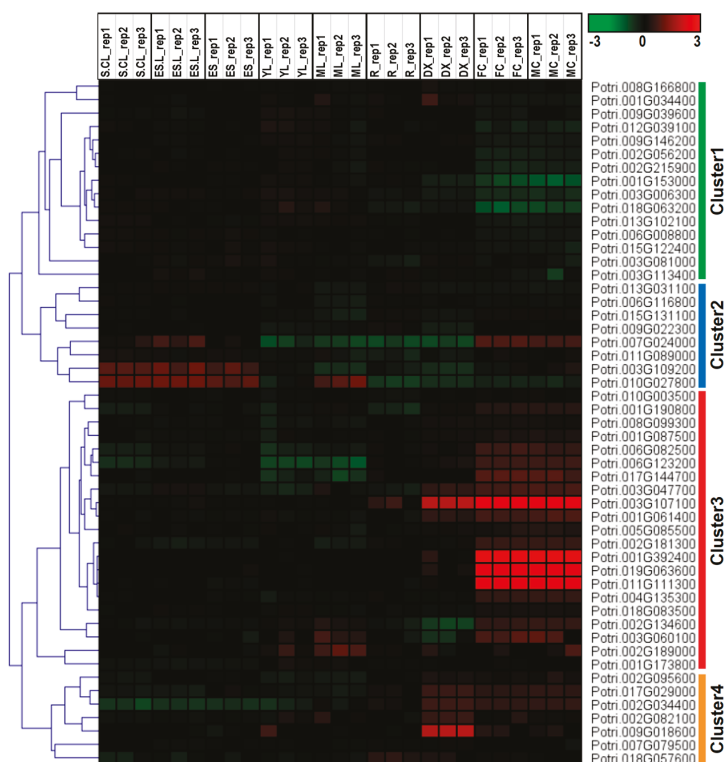 S.CL_rep1
S.CL_rep2
S.CL_rep3
ES.L_rep1
ES.L_rep2
ES.L_rep3
ES_rep1
ES_rep2
ES_rep3
YL_rep1
YL_rep2
YL_rep3
ML_rep1
ML_rep2
ML_rep3
R_rep1
R_rep2
R_rep3
DX_rep1
DX_rep2
DX_rep3
FC_rep1
FC_rep2
FC_rep3
MC_rep1
MC_rep2
MC_rep3
-3 0 3
Potri.008G166800
Potri.001G034400
Potri.009G039600
Potri.012G039100
Potri.009G146200
Potri.002G056200
Potri.002G215900
Potri.001G153000
Potri.003G006300
Potri.018G063200
Potri.013G102100
Potri.006G008800
Potri.015G122400
Potri.003G081000
Potri.003G113400
Cluster1
Potri.013G031100
Potri.006G116800
Potri.015G131100
Potri.009G022300
Potri.007G024000
Potri.011G089000
Potri.003G109200
Potri.010G027800
Cluster2
Potri.010G003500
Potri.001G190800
Potri.008G099300
Potri.001G087500
Potri.006G082500
Potri.006G123200
Potri.017G144700
Potri.003G047700
Potri.003G107100
Potri.001G061400
Potri.005G085500
Potri.002G181300
Potri.001G392400
Potri.019G063600
Potri.011G111300
Potri.004G135300
Potri.018G083500
Potri.002G134600
Potri.003G060100
Potri.002G189000
Potri.001G173800
Cluster3
Potri.002G095600
Potri.017G029000
Potri.002G034400
Potri.002G082100
Potri.009G018600
Potri.007G079500
Potri.018G057600
Cluster4